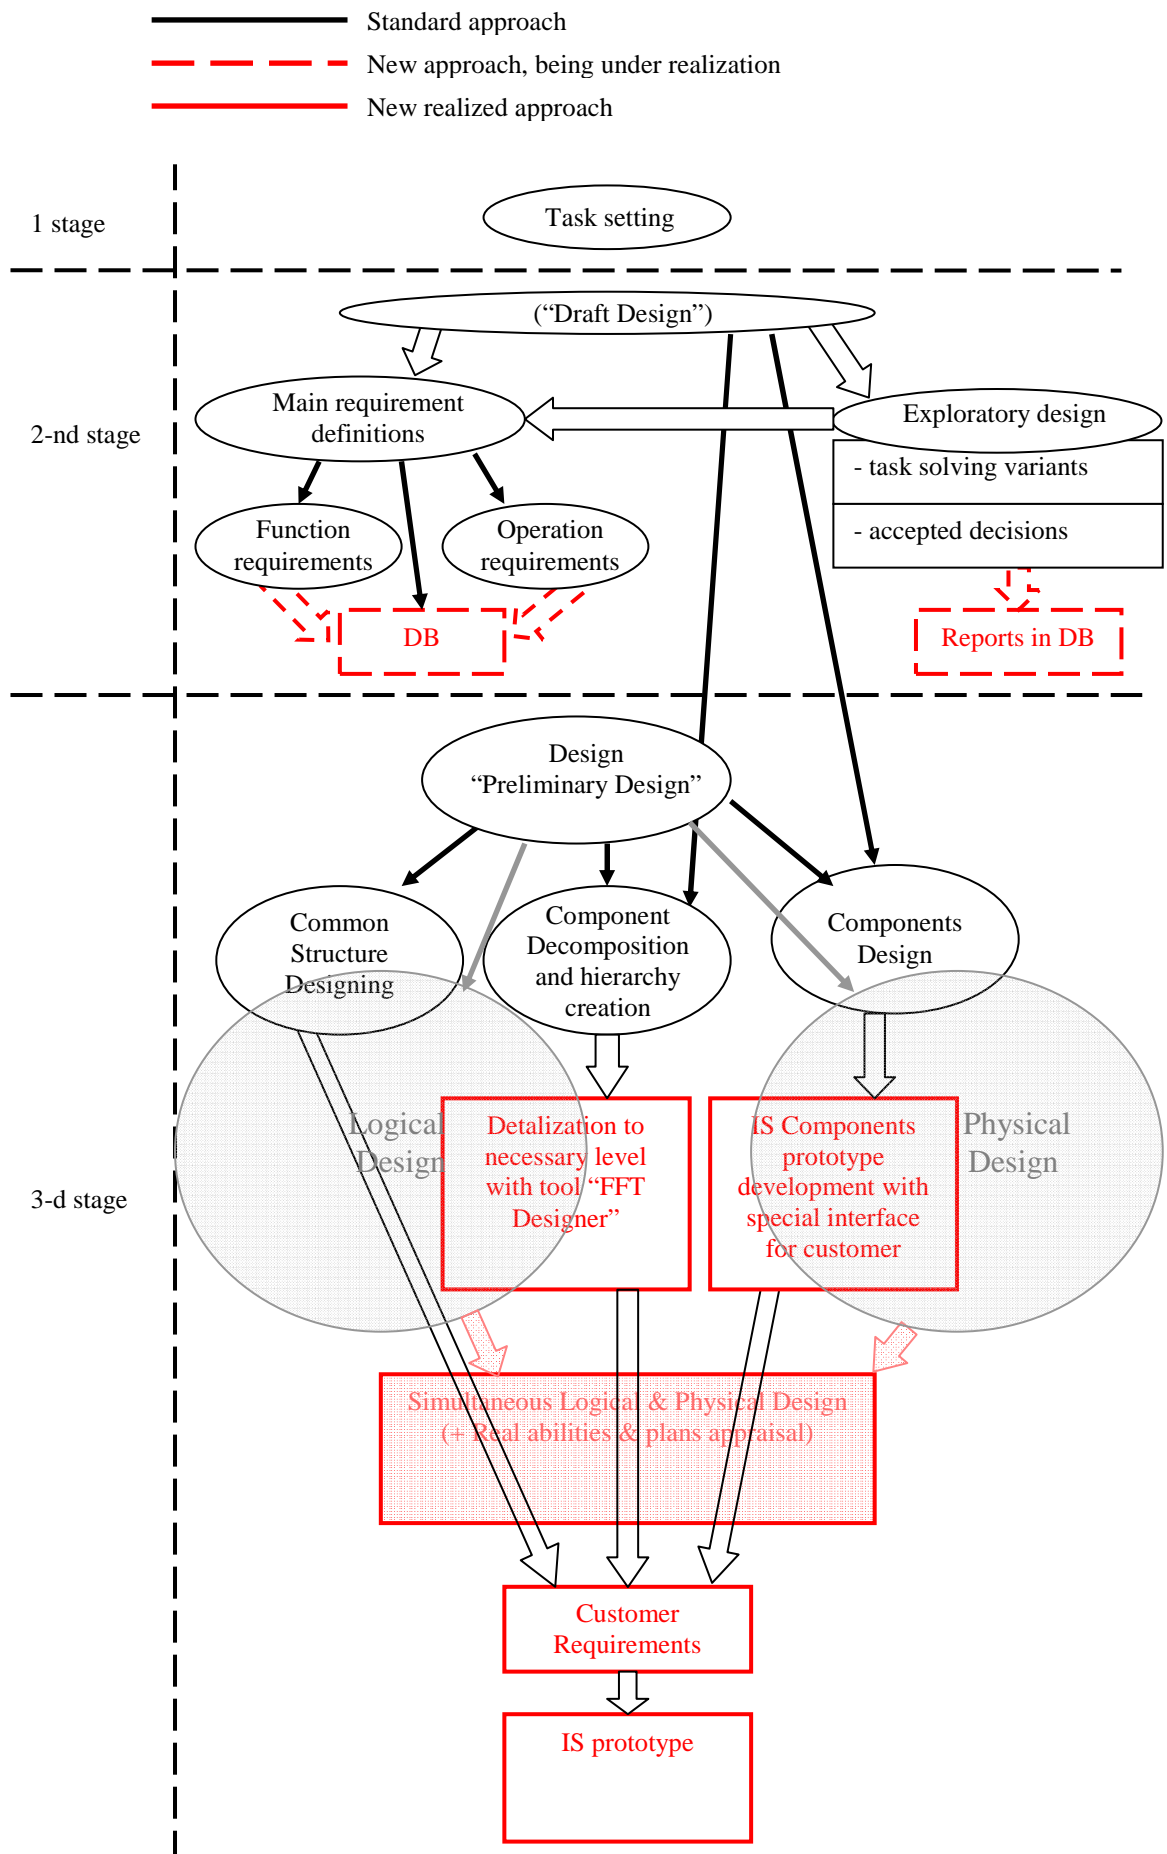 Standard approach
New approach, being under realization
New realized approach
1 stage
Task setting
(“Draft Design”)
2-nd stage
Main requirement
definitions
Exploratory design
- task solving variants
- accepted decisions
Function
requirements
Operation
requirements
DB
Reports in DB
3-d stage
Design
“Preliminary Design”
Common
Structure
Designing
Component
Decomposition
and hierarchy
creation
Components
Design
Logical
Design
Detalization to
necessary level
with tool “FFT
Designer”
IS Components
prototype
development with
special interface
for customer
Physical
Design
Simultaneous Logical & Physical Design
(+ Real abilities & plans appraisal)
Customer
Requirements
IS prototype